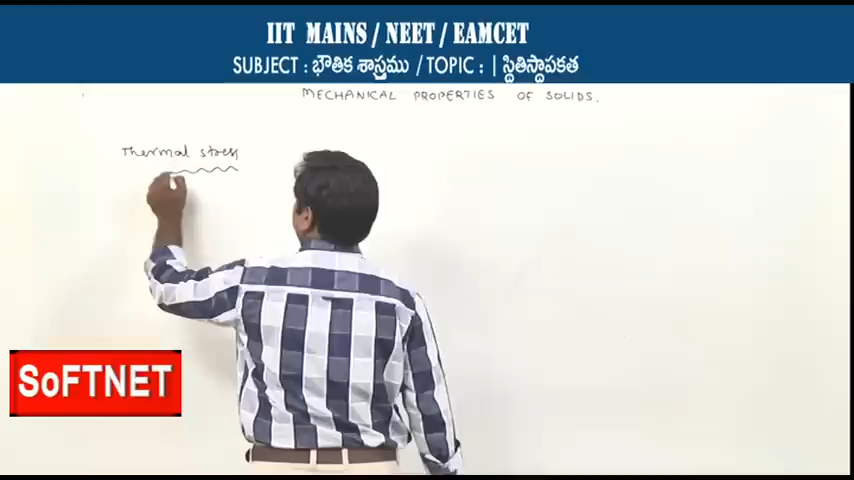 IIT MAINS / NEET / EAMCET
SUBJECT : భౌతిక శాస్త్రము / TOPIC : | స్థితిస్థాపకత
MECHANICAL PROPERTIES OF SOLIDS.
Thermal stress
SoFTNET